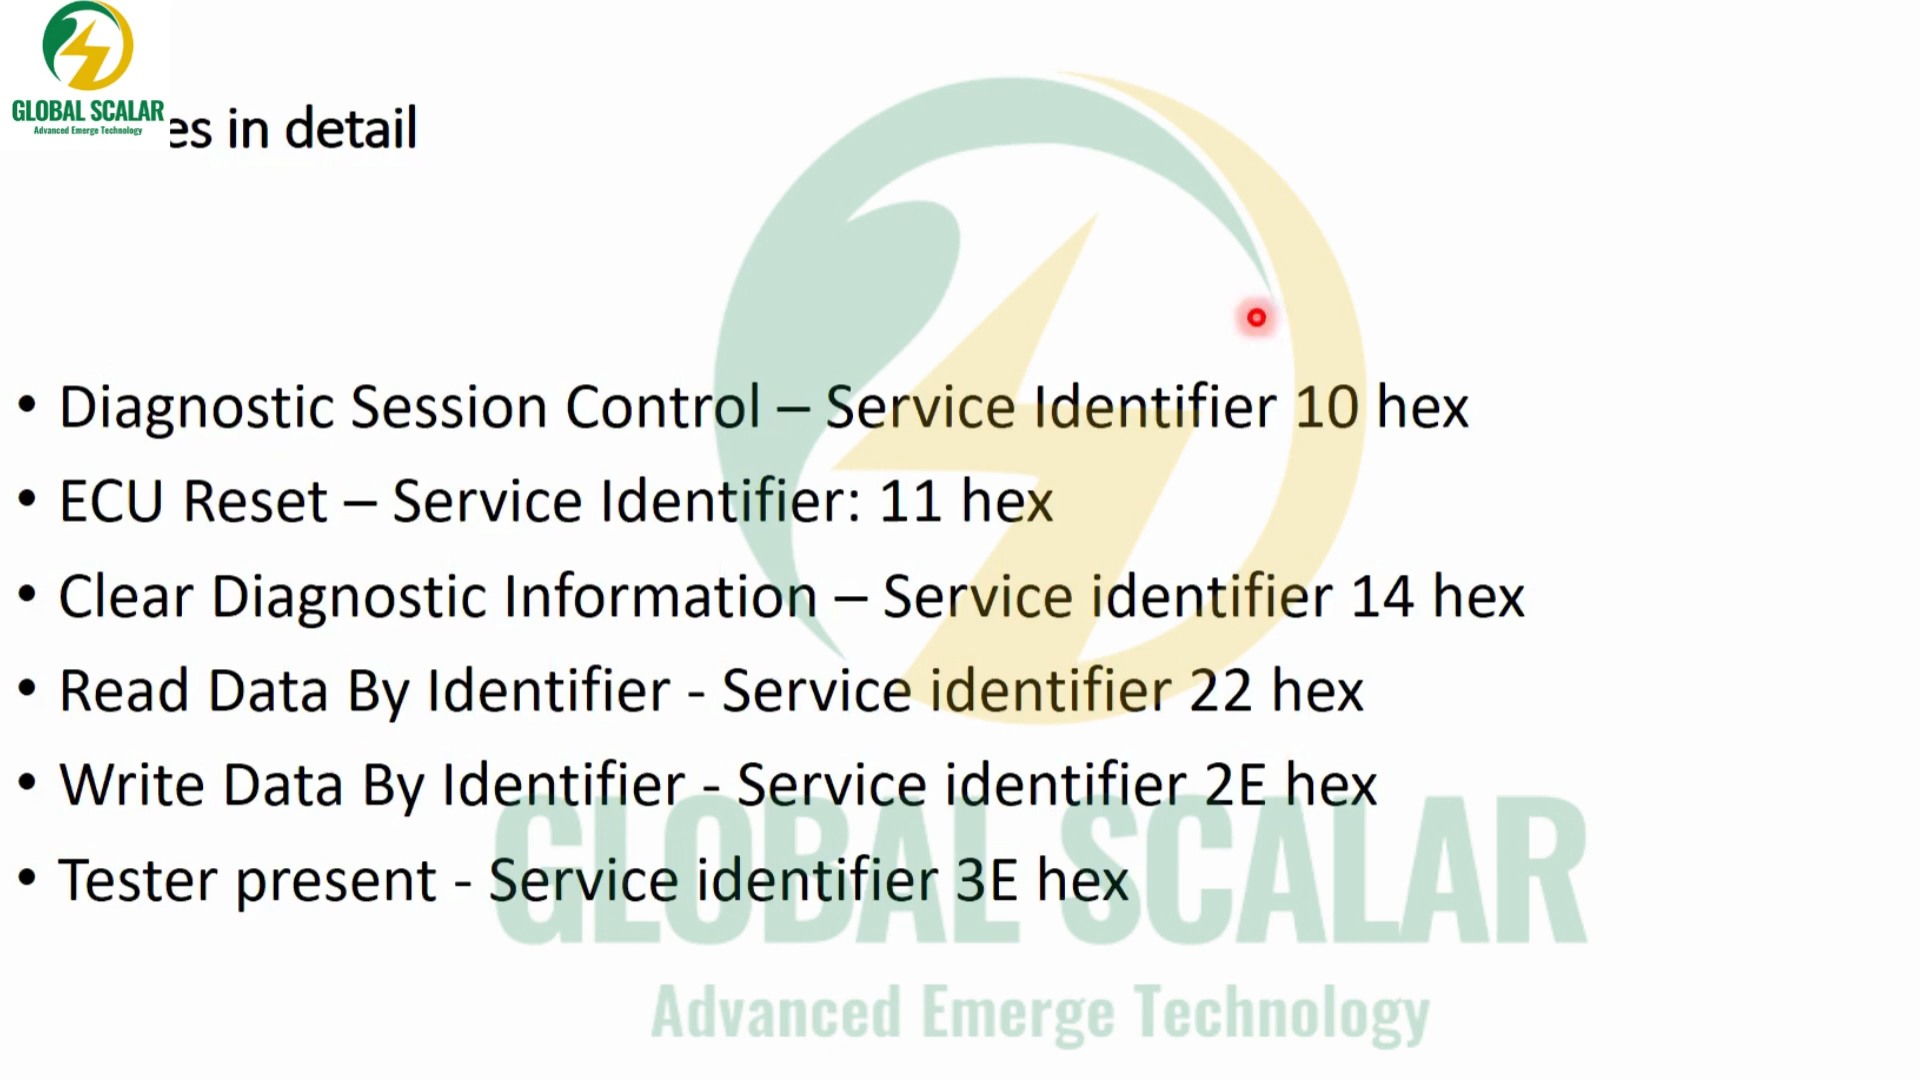 GLOBAL SCALAR
Advanced Emerge Technology
in detail
• Diagnostic Session Control – Service Identifier 10 hex
• ECU Reset – Service Identifier: 11 hex
• Clear Diagnostic Information – Service identifier 14 hex
• Read Data By Identifier - Service identifier 22 hex
• Write Data By Identifier - Service identifier 2E hex
• Tester present - Service identifier 3E hex
GLOBAL SCALAR
Advanced Emerge Technology